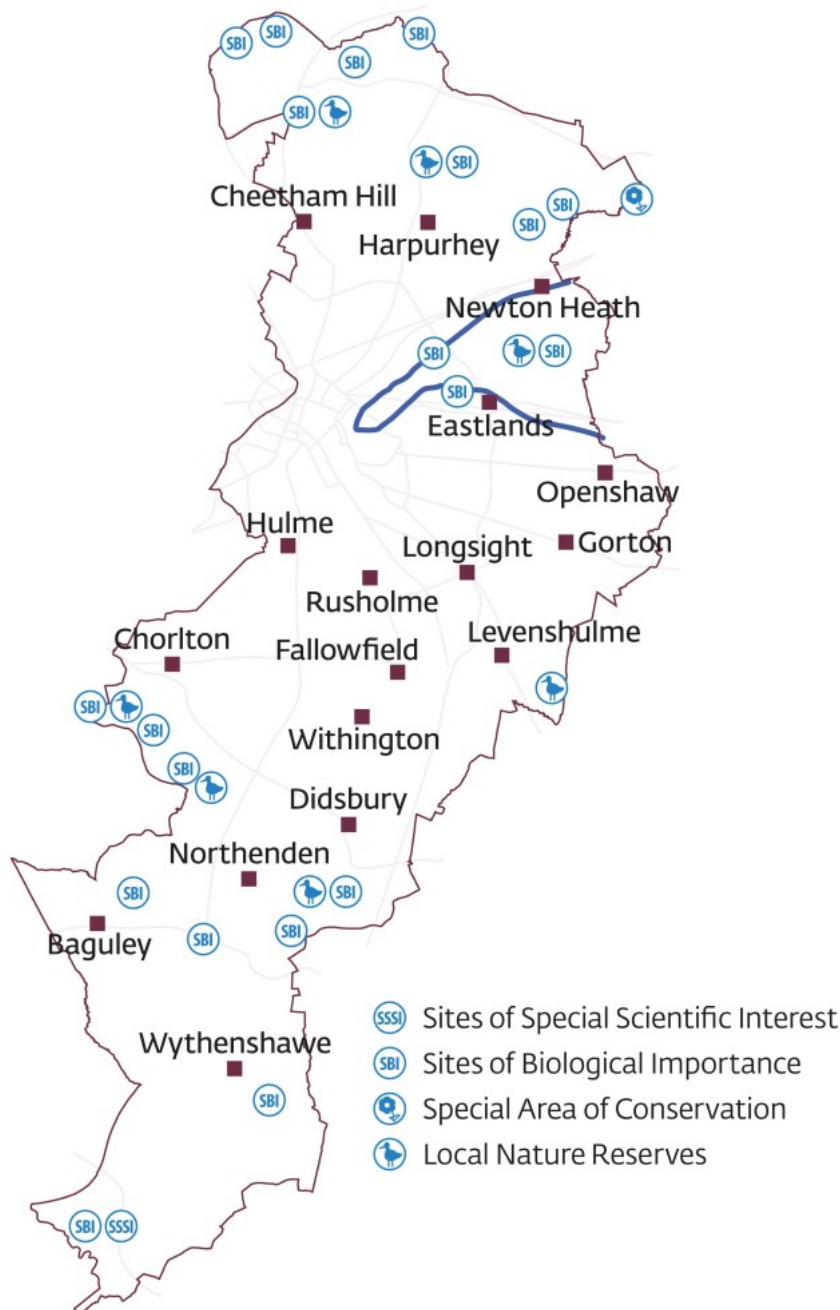 SBI
SBI
SBI
SBI
SBI
SBI
Cheetham Hill
SBI
SBI
Harpurhey
Newton Heath
SBI
SBI
SBI
Eastlands
Openshaw
Hulme
Longsight
Gorton
Rusholme
Chorlton
Fallowfield
Levenshulme
SBI
SBI
Withington
SBI
Didsbury
Northenden
SBI
SBI
Baguley
SBI
SBI
SSSI Sites of Special Scientific Interest
Wythenshawe
SBI Sites of Biological Importance
SBI
Special Area of Conservation
Local Nature Reserves
SBI SSSI